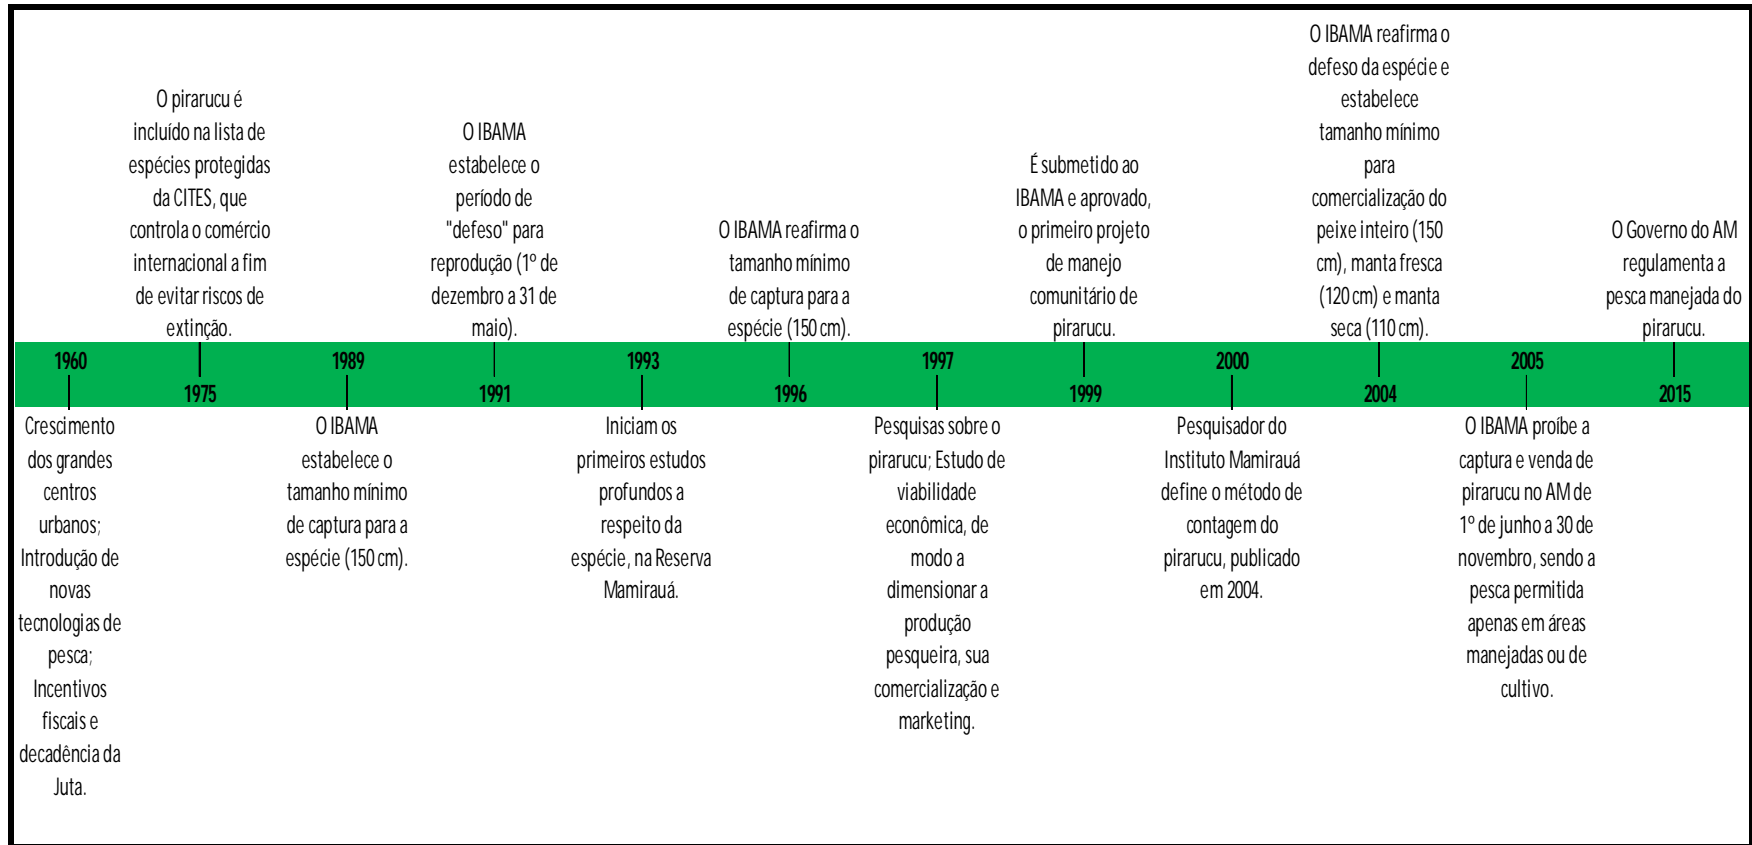 O pirarucu é
incluído na lista de
espécies protegidas
da CITES, que
controla o comércio
internacional a fim
de evitar riscos de
extinção.
O IBAMA
estabelece o
período de
"defeso" para
reprodução (1º de
dezembro a 31 de
maio).
O IBAMA reafirma o
tamanho mínimo
de captura para a
espécie (150 cm).
É submetido ao
IBAMA e aprovado,
o primeiro projeto
de manejo
comunitário de
pirarucu.
O IBAMA reafirma o
defeso da espécie e
estabelece
tamanho mínimo
para
comercialização do
peixe inteiro (150
cm), manta fresca
(120 cm) e manta
seca (110 cm).
O Governo do AM
regulamenta a
pesca manejada do
pirarucu.
1960 1989 1993 1997 2000 2005
1975 1991 1996 1999 2004 2015
Crescimento
dos grandes
centros
urbanos;
Introdução de
novas
tecnologias de
pesca;
Incentivos
fiscais e
decadência da
Juta.
O IBAMA
estabelece o
tamanho mínimo
de captura para a
espécie (150 cm).
Iniciam os
primeiros estudos
profundos a
respeito da
espécie, na Reserva
Mamirauá.
Pesquisas sobre o
pirarucu; Estudo de
viabilidade
econômica, de
modo a
dimensionar a
produção
pesqueira, sua
comercialização e
marketing.
Pesquisador do
Instituto Mamirauá
define o método de
contagem do
pirarucu, publicado
em 2004.
O IBAMA proíbe a
captura e venda de
pirarucu no AM de
1º de junho a 30 de
novembro, sendo a
pesca permitida
apenas em áreas
manejadas ou de
cultivo.